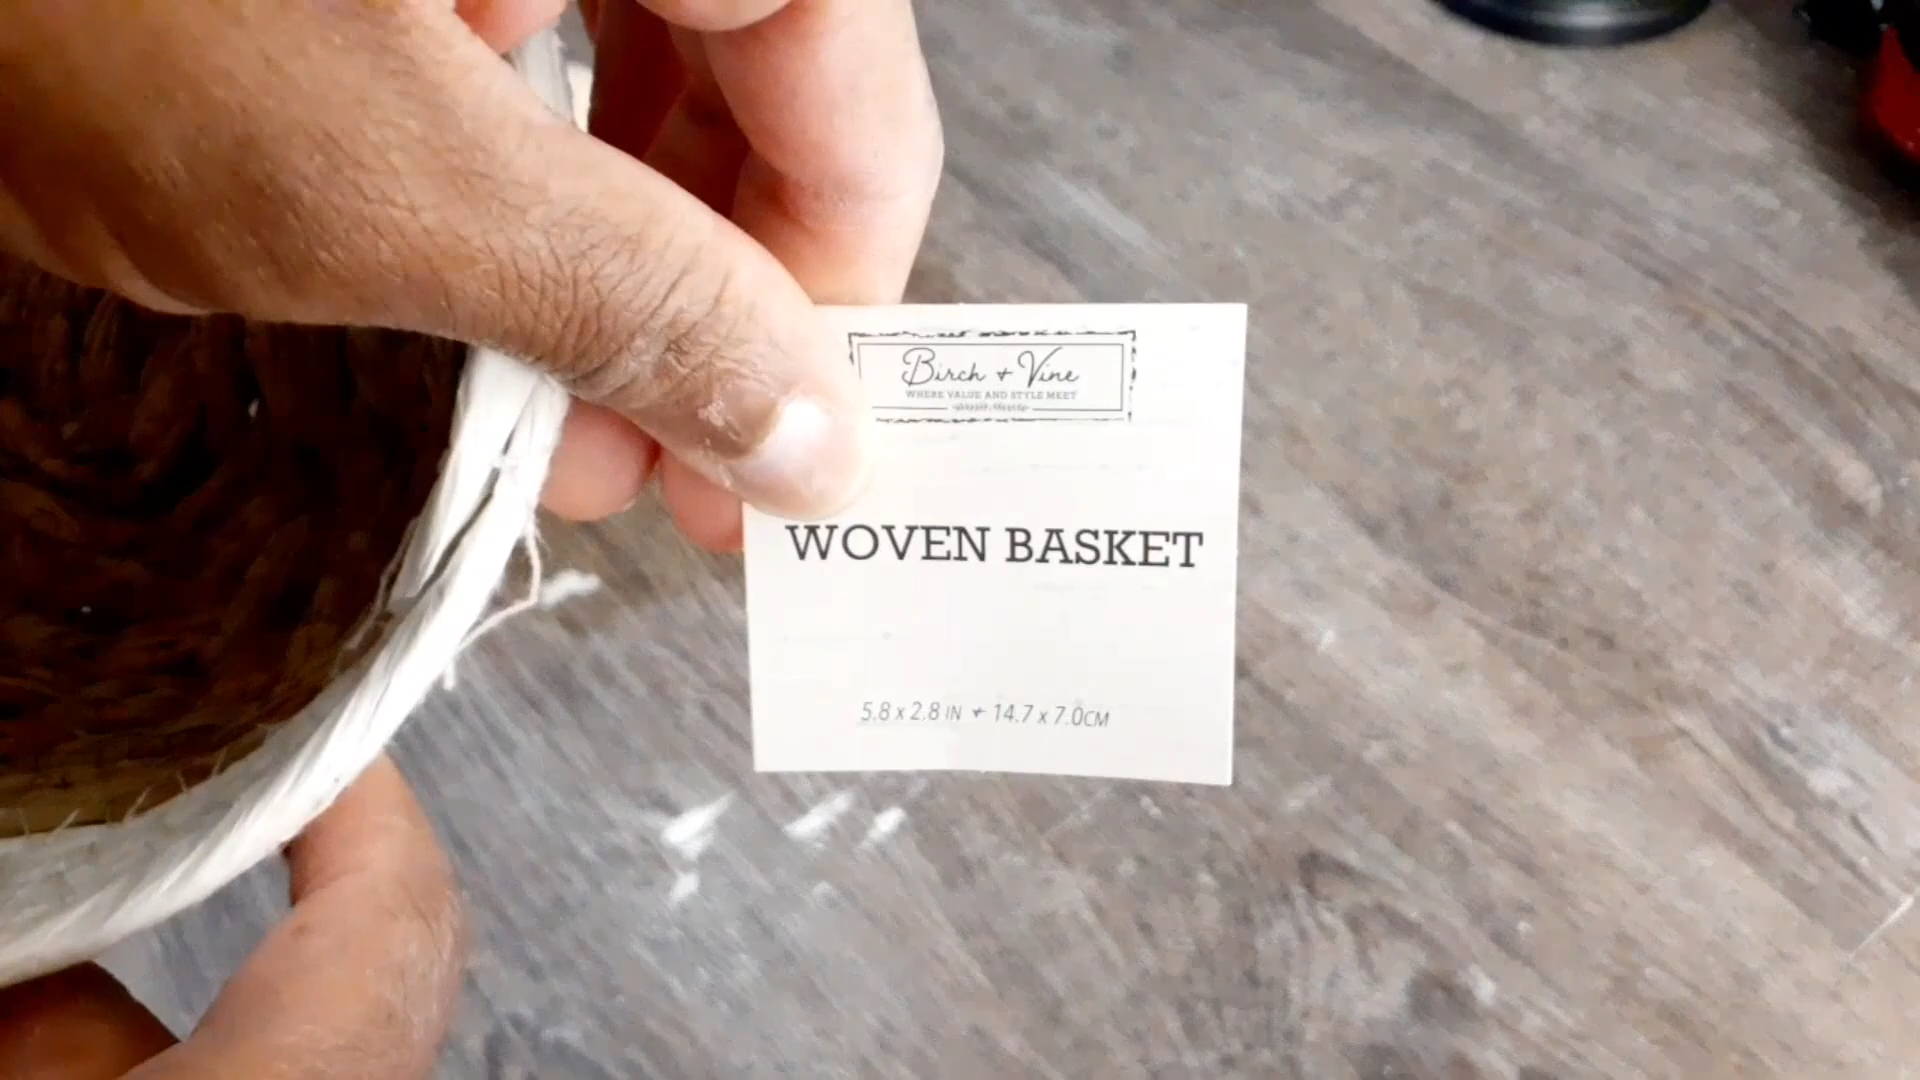 Birch + Vine
WHERE VALUE AND STYLE MEET
WOVEN BASKET
5.8 x 2.8 IN + 14.7 x 7.0CM